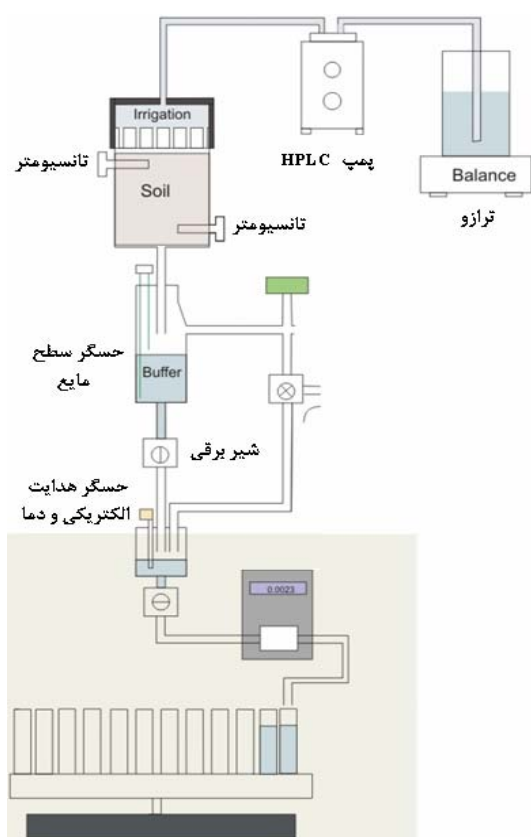 Irrigation
تانسیومتر
Soil
تانسیومتر
پمپ HPLC
Balance
ترازو
حسگر سطح
مایع
Buffer
شیر برقی
حسگر هدایت
الکتریکی و دما
0.0023